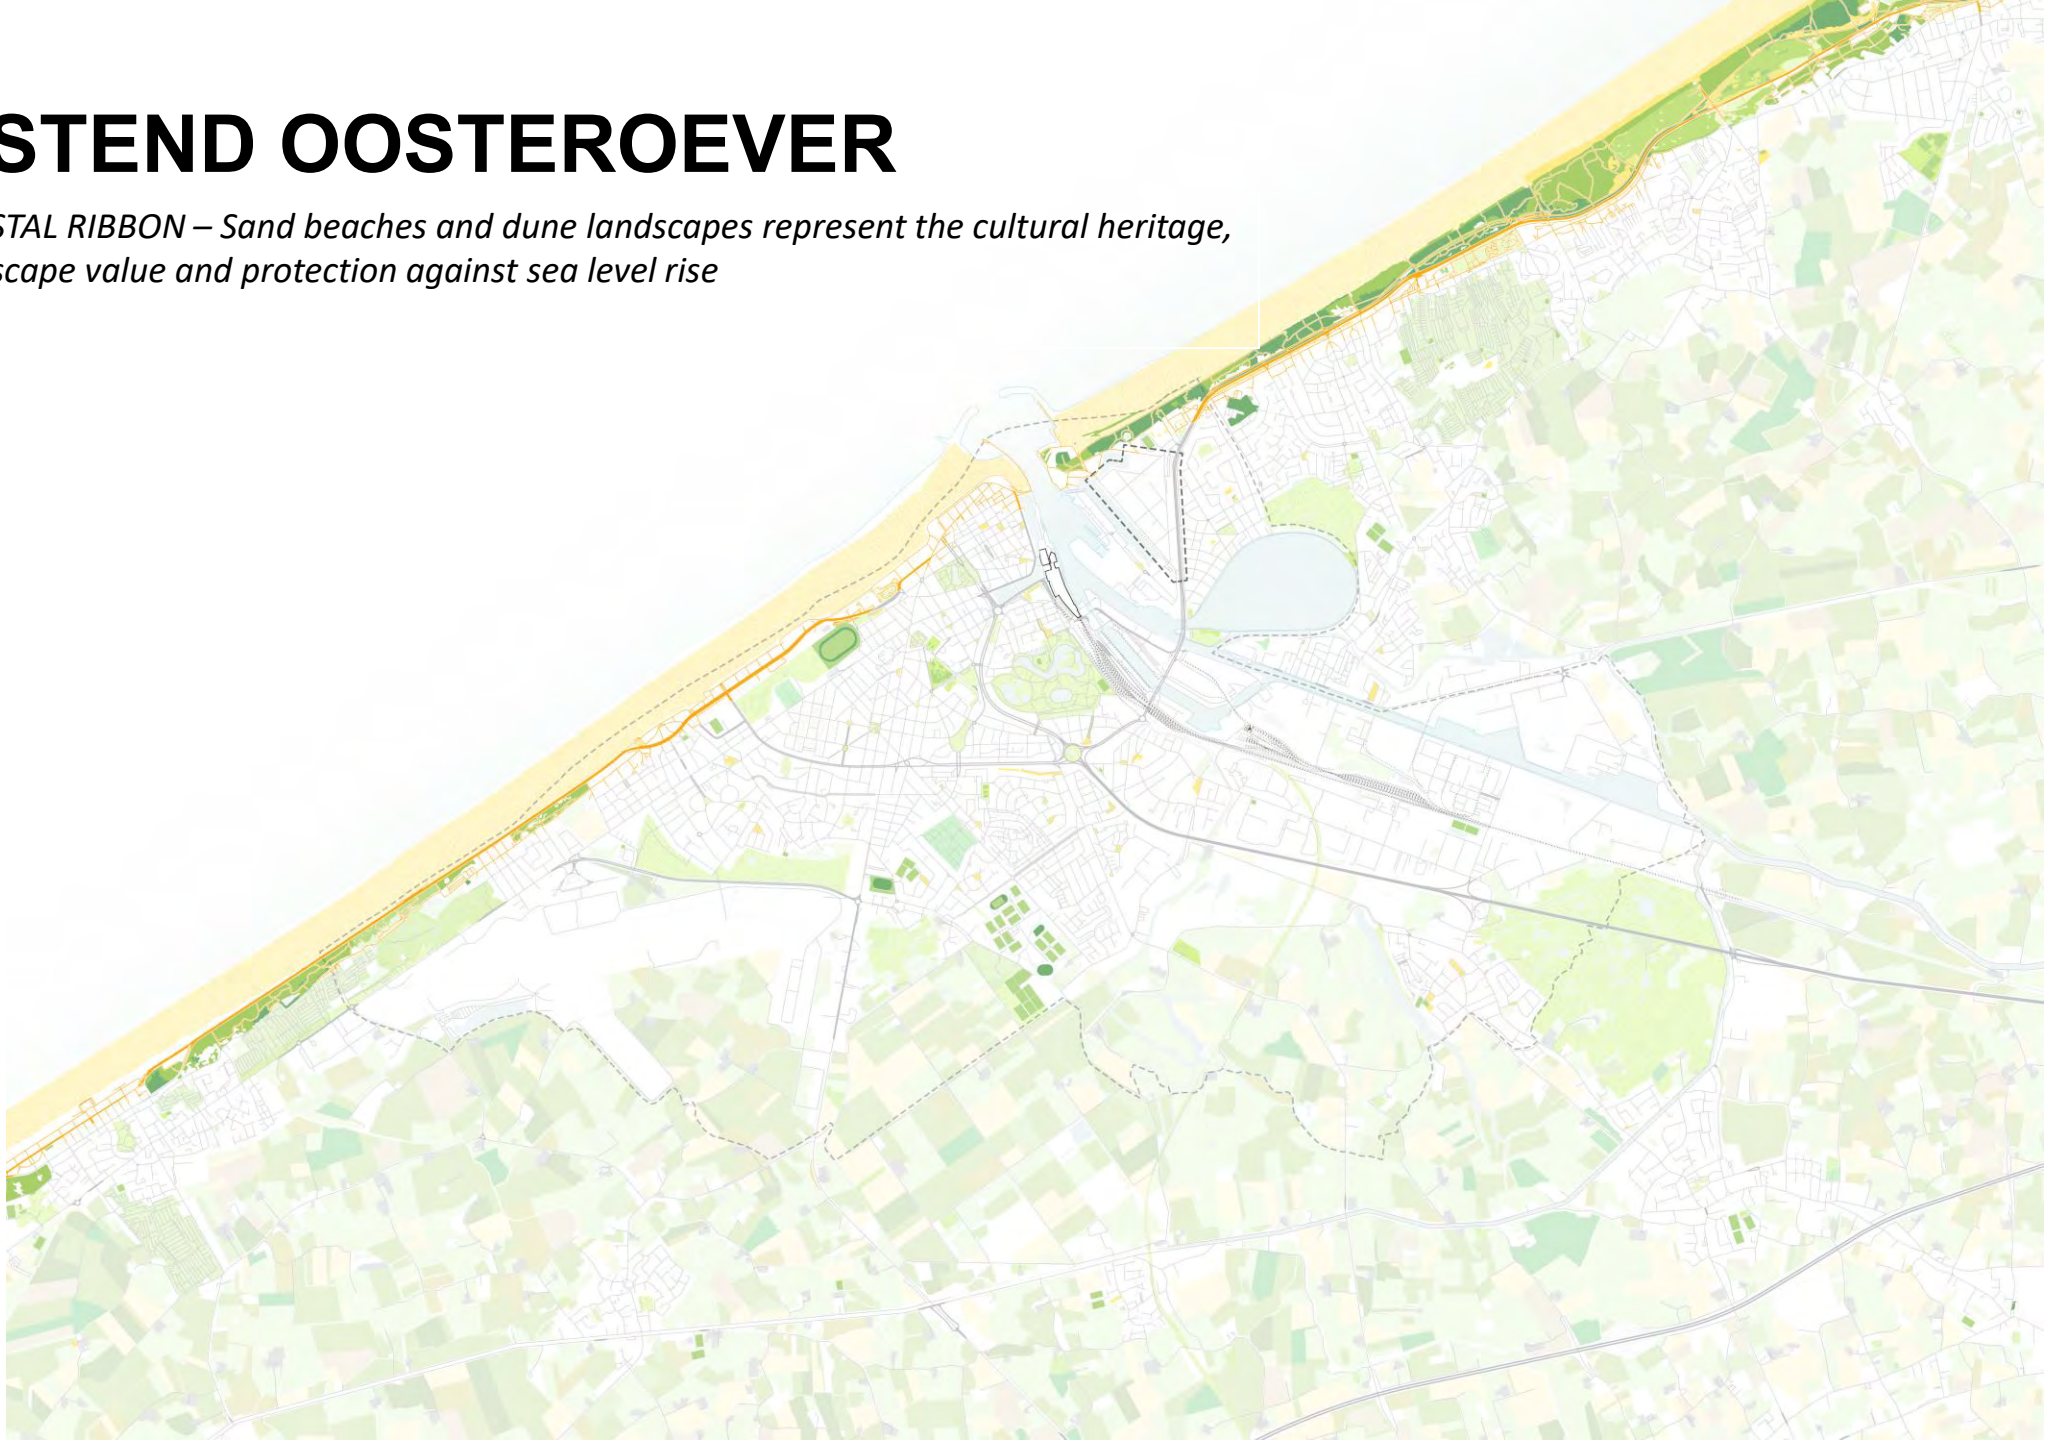 STEND OOSTEROEVER
STAL RIBBON – Sand beaches and dune landscapes represent the cultural heritage,
scape value and protection against sea level rise